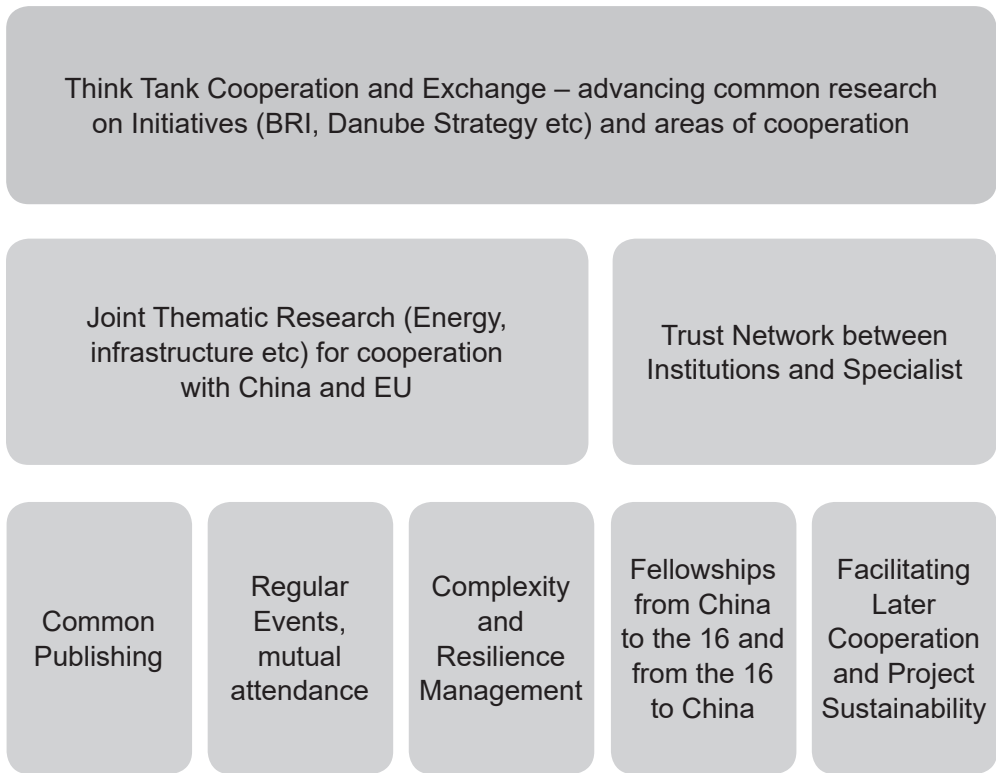 Think Tank Cooperation and Exchange – advancing common research
on Initiatives (BRI, Danube Strategy etc) and areas of cooperation
Joint Thematic Research (Energy,
infrastructure etc) for cooperation
with China and EU
Trust Network between
Institutions and Specialist
Common
Publishing
Regular
Events,
mutual
attendance
Complexity
and
Resilience
Management
Fellowships
from China
to the 16 and
from the 16
to China
Facilitating
Later
Cooperation
and Project
Sustainability